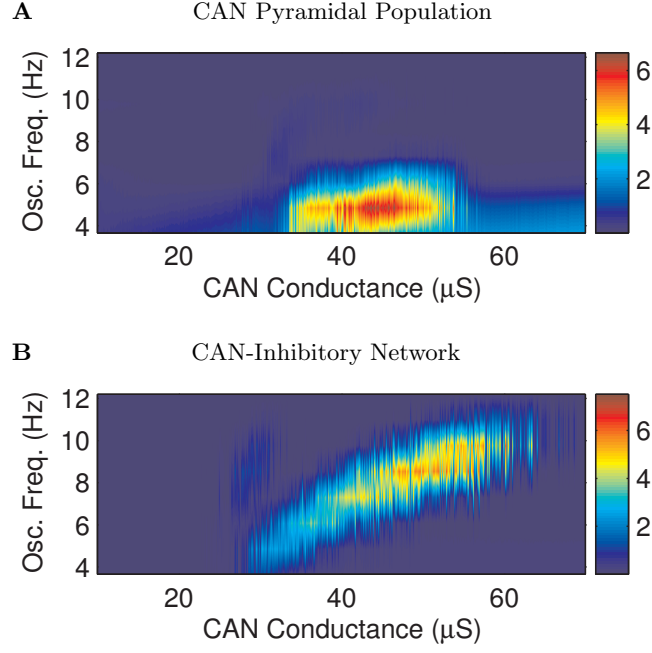 A CAN Pyramidal Population
12
10
8
6
4
Osc. Freq. (Hz)
20 40 60
CAN Conductance (μS)
6
4
2
B CAN-Inhibitory Network
12
10
8
6
4
Osc. Freq. (Hz)
20 40 60
CAN Conductance (μS)
6
4
2